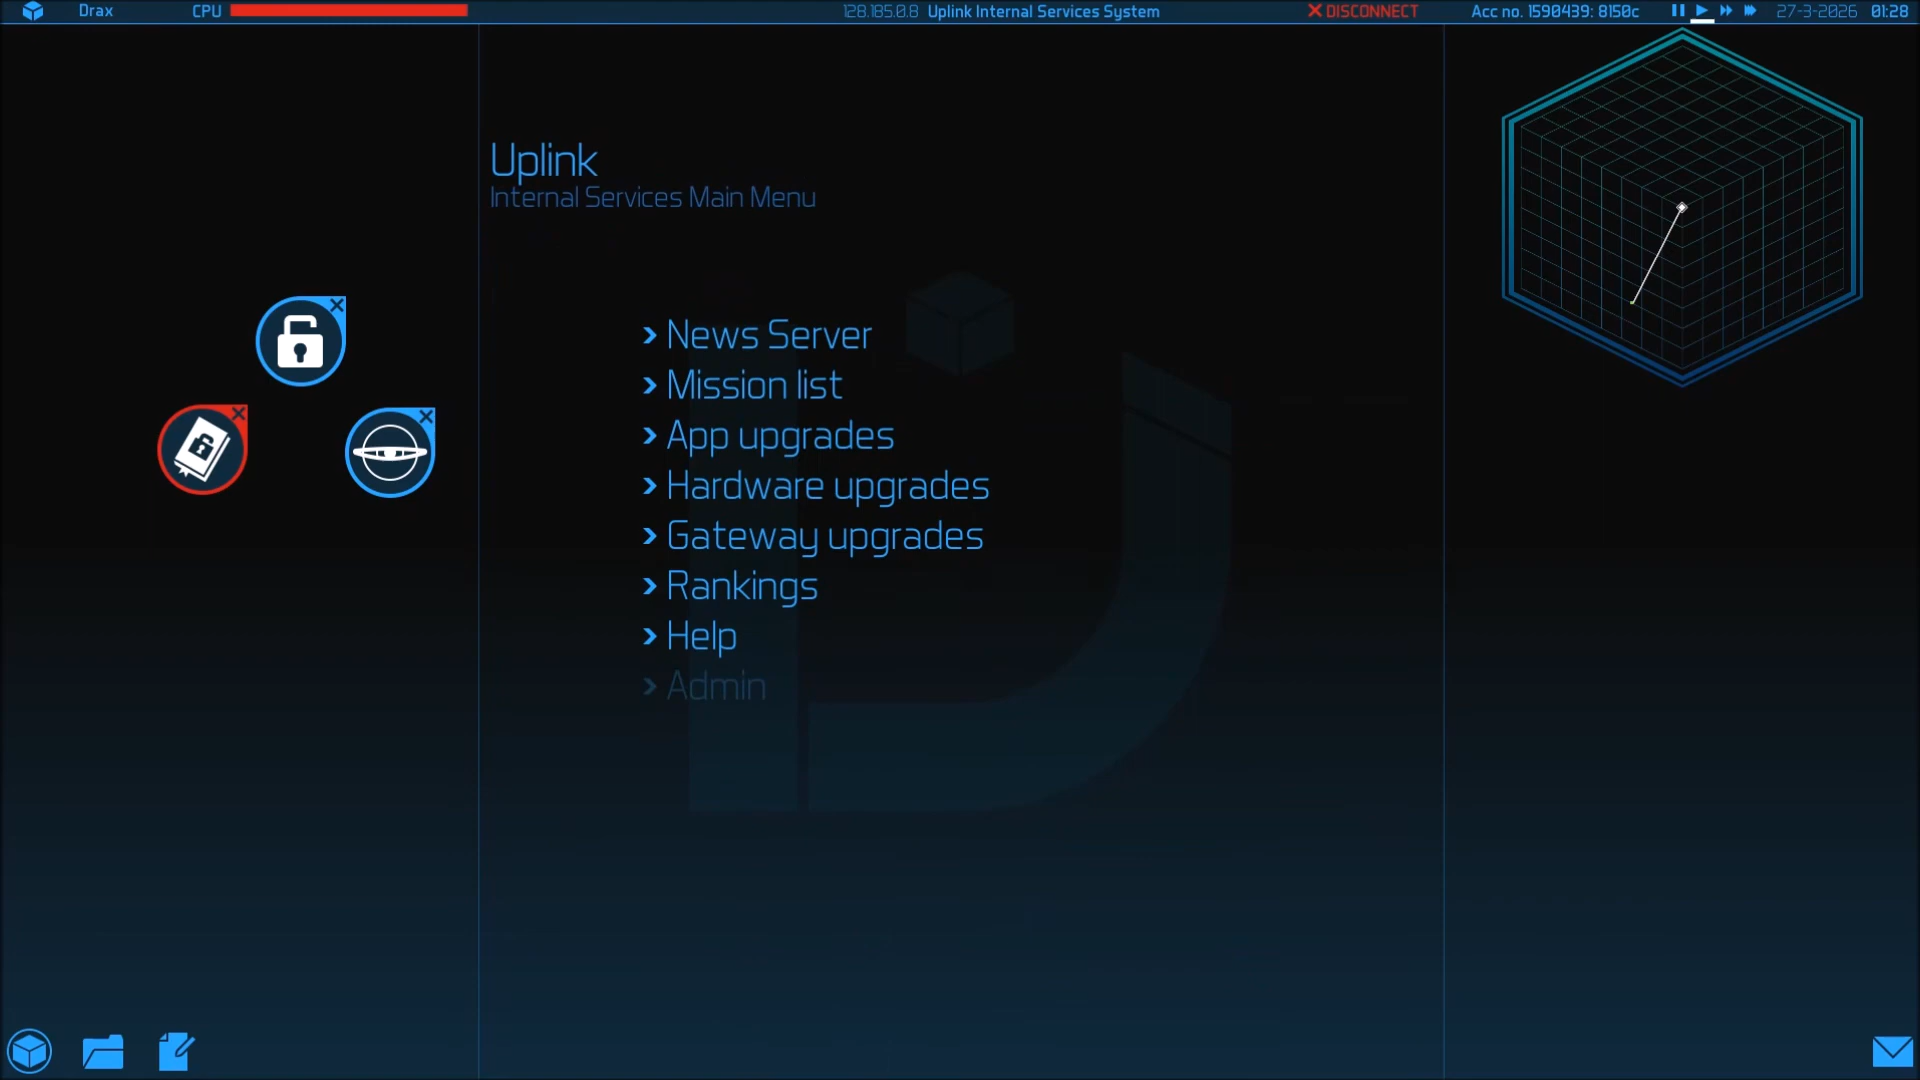 Drax CPU 128.185.0.8 Uplink Internal Services System DISCONNECT Acc no. 1590439: 8150c 27-3-2026 01:28
Uplink
Internal Services Main Menu
News Server
Mission list
App upgrades
Hardware upgrades
Gateway upgrades
Rankings
Help
Admin